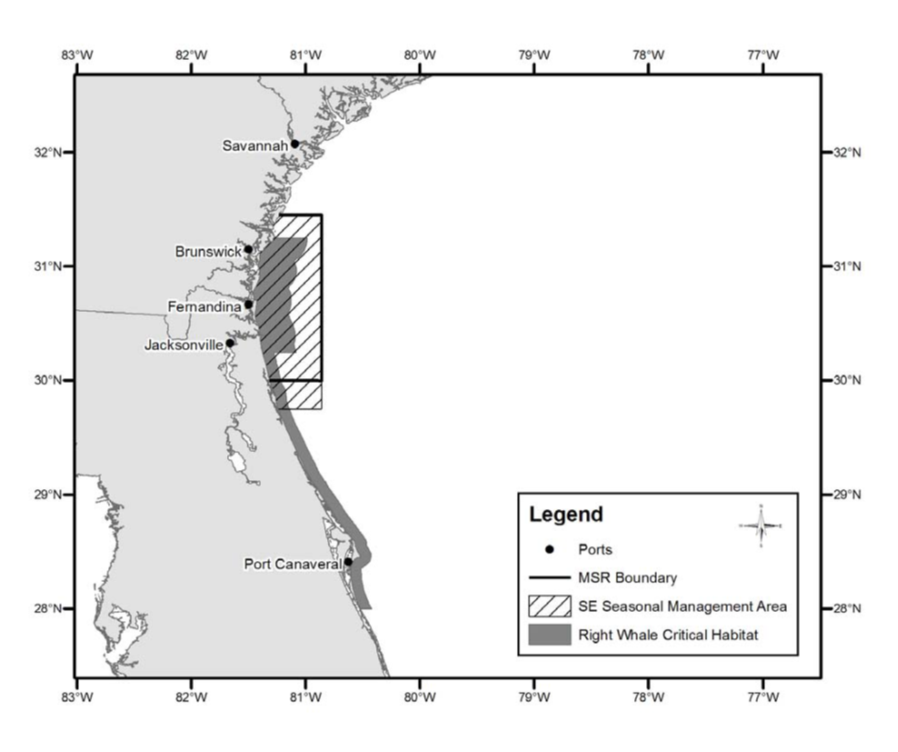 83°W 82°W 81°W 80°W 79°W 78°W 77°W
Savannah
32°N 32°N
Brunswick
31°N 31°N
Fernandina
Jacksonville
30°N 30°N
29°N 29°N
Legend
Ports
Port Canaveral
MSR Boundary
28°N 28°N
SE Seasonal Management Area
Right Whale Critical Habitat
83°W 82°W 81°W 80°W 79°W 78°W 77°W